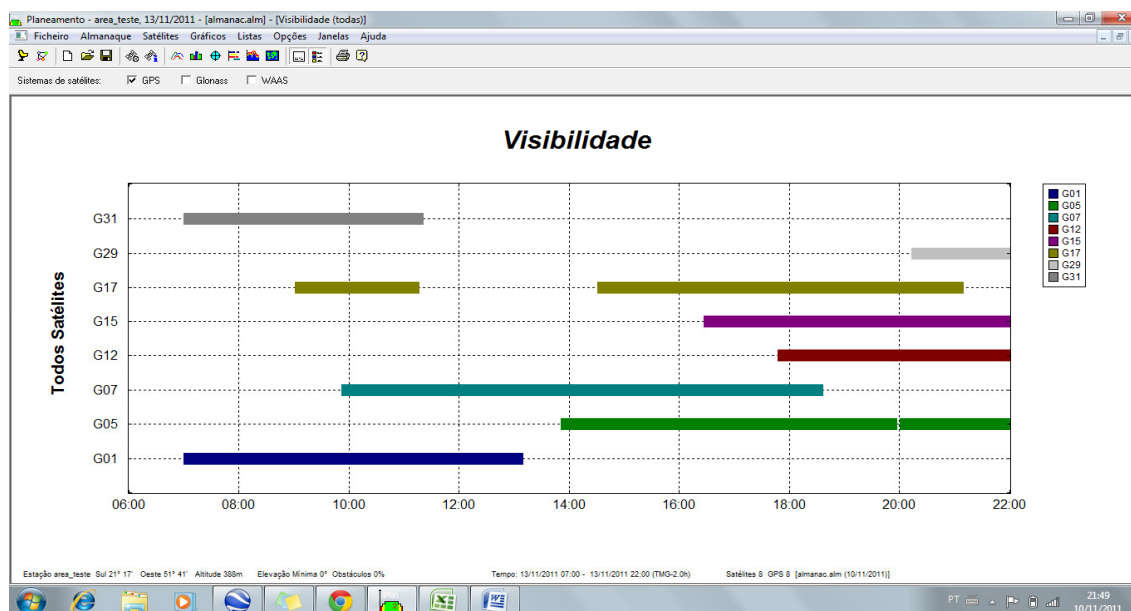 Planeamento - area_teste, 13/11/2011 - [almanac.alm] - [Visibilidade (todas)]
Ficheiro Almanaque Satélites Gráficos Listas Opções Janelas Ajuda
Sistemas de satélites: GPS Glonass WAAS
Visibilidade
Todos Satélites
G31
G29
G17
G15
G12
G07
G05
G01
06:00 08:00 10:00 12:00 14:00 16:00 18:00 20:00 22:00
G01
G05
G07
G12
G15
G17
G29
G31
Estação area_teste Sul 21° 17' Oeste 51° 41' Altitude 388m Elevação Mínima 0° Obstáculos 0% Tempo: 13/11/2011 07:00 - 13/11/2011 22:00 (TMG-2.0h) Satélites 8 GPS 8 [almanac.alm (10/11/2011)]
PT 21:49
10/11/2011